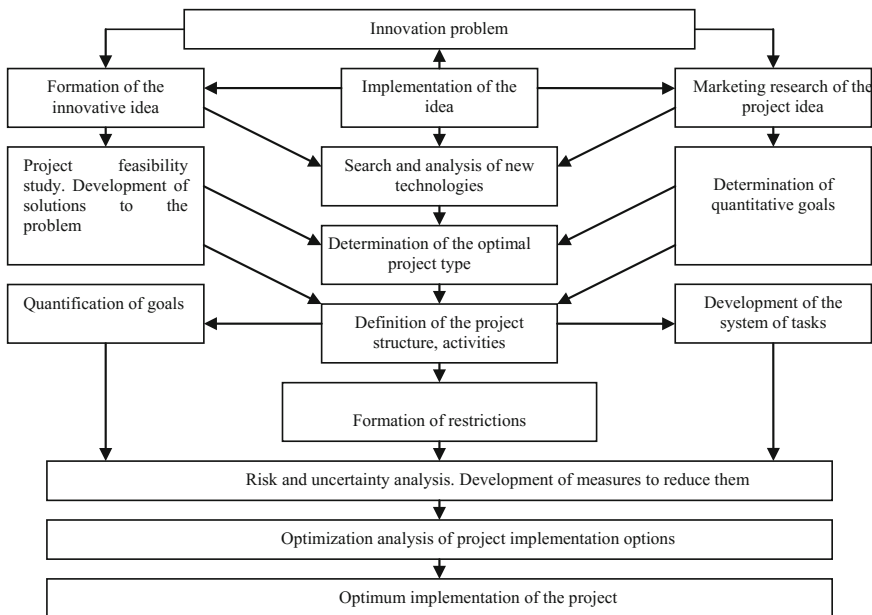 Innovation problem
Formation of the
innovative idea
Implementation of the
idea
Marketing research of the
project idea
Project feasibility
study. Development of
solutions to the
problem
Search and analysis of new
technologies
Determination of
quantitative goals
Determination of the optimal
project type
Quantification of goals
Definition of the project
structure, activities
Development of the
system of tasks
Formation of restrictions
Risk and uncertainty analysis. Development of measures to reduce them
Optimization analysis of project implementation options
Optimum implementation of the project